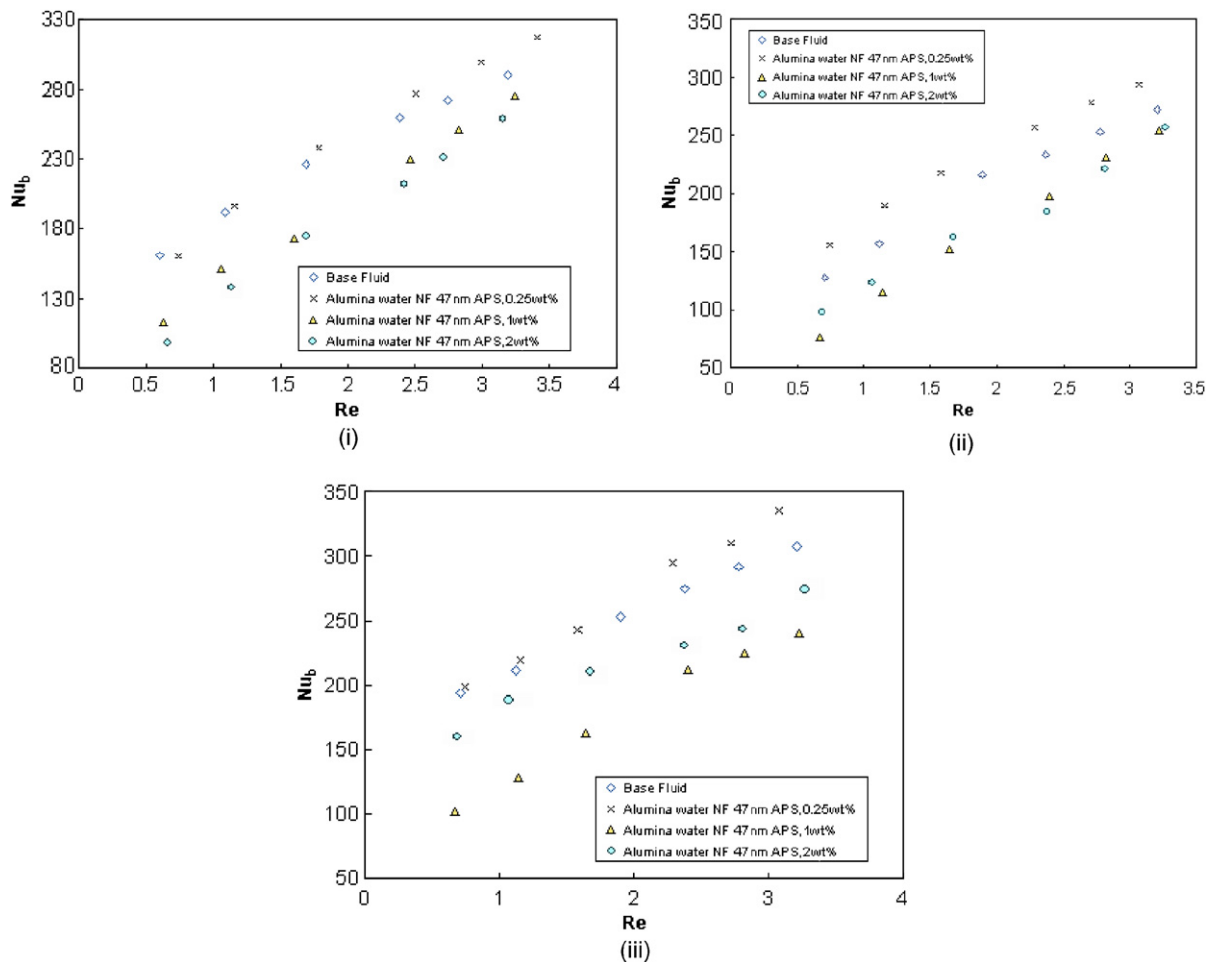 330
280
230
180
130
80
Nu_b
0
0.5
1
1.5
2
2.5
3
3.5
4
Re
Base Fluid
Alumina water NF 47nm APS,0.25wt%
Alumina water NF 47nm APS,1wt%
Alumina water NF 47nm APS,2wt%
(i)
350
300
250
200
150
100
50
Nu_b
0
0.5
1
1.5
2
2.5
3
3.5
Re
Base Fluid
Alumina water NF 47nm APS,0.25wt%
Alumina water NF 47nm APS,1wt%
Alumina water NF 47nm APS,2wt%
(ii)
350
300
250
200
150
100
50
Nu_b
0
1
2
3
4
Re
Base Fluid
Alumina water NF 47nm APS,0.25wt%
Alumina water NF 47nm APS,1wt%
Alumina water NF 47nm APS,2wt%
(iii)